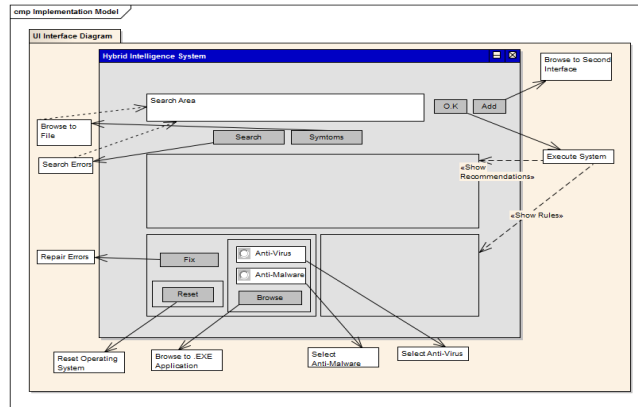 cmp Implementation Model
UI Interface Diagram
Hybrid Intelligence System
Browse to Second
Interface
Search Area
O.K
Add
Browse to
File
Search
Symtoms
Search Errors
Execute System
«Show
Recommendations»
«Show Rules»
Repair Errors
Fix
Anti-Virus
Anti-Malware
Reset
Browse
Reset Operating
System
Browse to .EXE
Application
Select
Anti-Malware
Select Anti-Virus